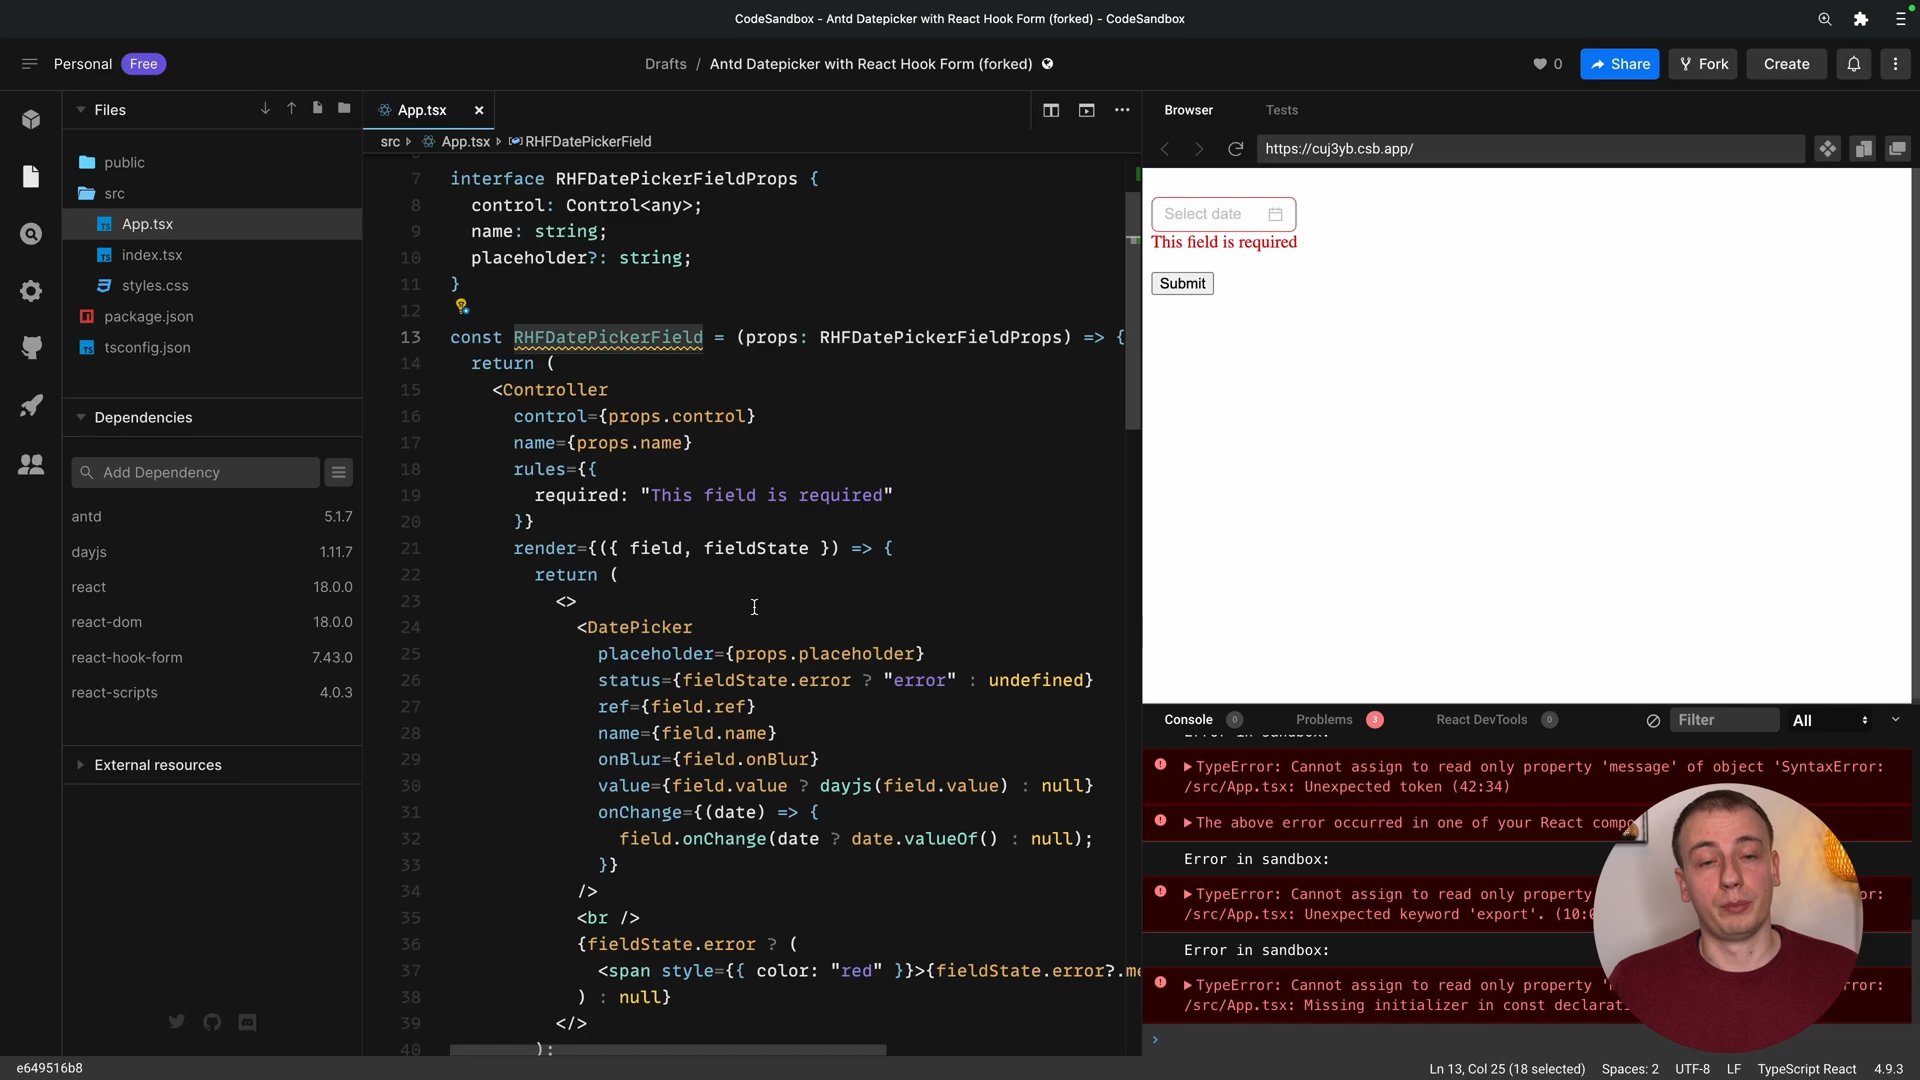 CodeSandbox - Antd Datepicker with React Hook Form (forked) - CodeSandbox
Personal Free
Drafts / Antd Datepicker with React Hook Form (forked)
0
Share
Fork
Create
Files
public
src
App.tsx
index.tsx
styles.css
package.json
tsconfig.json
Dependencies
Add Dependency
antd 5.1.7
dayjs 1.11.7
react 18.0.0
react-dom 18.0.0
react-hook-form 7.43.0
react-scripts 4.0.3
External resources
App.tsx
src App.tsx RHFDatePickerField
7 interface RHFDatePickerFieldProps {
8 control: Control<any>;
9 name: string;
10 placeholder?: string;
11 }
12
13 const RHFDatePickerField = (props: RHFDatePickerFieldProps) => {
14 return (
15 <Controller
16 control={props.control}
17 name={props.name}
18 rules={{
19 required: "This field is required"
20 }}
21 render={({ field, fieldState }) => {
22 return (
23 <>
24 <DatePicker
25 placeholder={props.placeholder}
26 status={fieldState.error ? "error" : undefined}
27 ref={field.ref}
28 name={field.name}
29 onBlur={field.onBlur}
30 value={field.value ? dayjs(field.value) : null}
31 onChange={(date) => {
32 field.onChange(date ? date.valueOf() : null);
33 }}
34 />
35 <br />
36 {fieldState.error ? (
37 <span style={{ color: "red" }}>{fieldState.error?.me
38 ) : null}
39 </>
40 );
Browser
Tests
https://cuj3yb.csb.app/
Select date
This field is required
Submit
Console 0
Problems 3
React DevTools 0
Filter
All
Error in sandbox:
TypeError: Cannot assign to read only property 'message' of object 'SyntaxError:
/src/App.tsx: Unexpected token (42:34)
The above error occurred in one of your React compo
Error in sandbox:
TypeError: Cannot assign to read only property
/src/App.tsx: Unexpected keyword 'export'. (10:
Error in sandbox:
TypeError: Cannot assign to read only property
/src/App.tsx: Missing initializer in const declarati
e649516b8
Ln 13, Col 25 (18 selected)
Spaces: 2
UTF-8
LF
TypeScript React
4.9.3